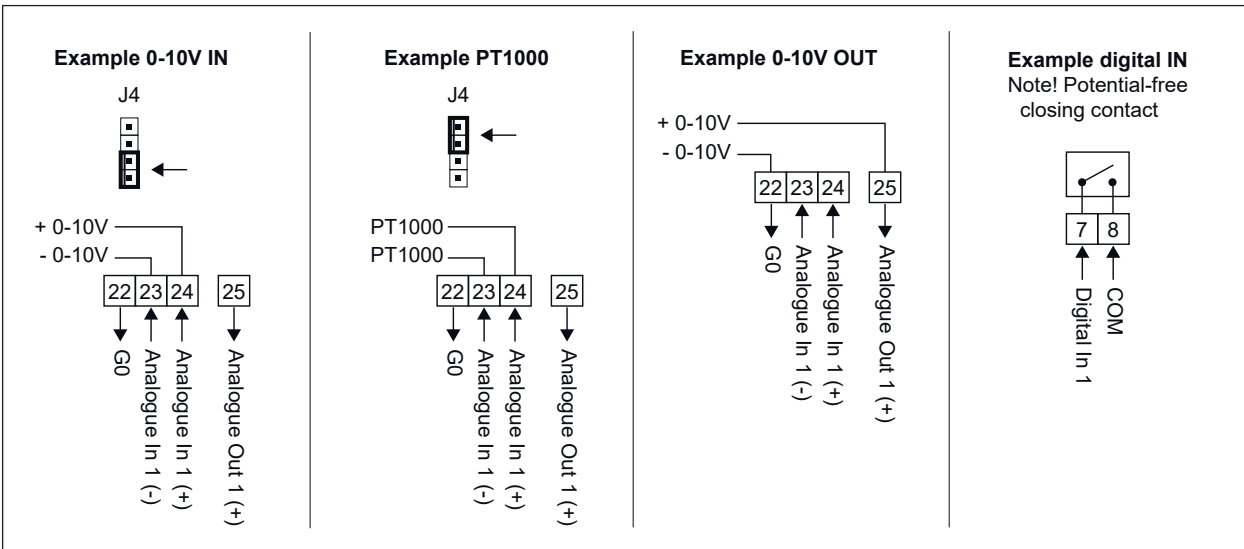 Example 0-10V IN
J4
+ 0-10V
- 0-10V
22 23 24 25
G0
Analogue In 1 (-)
Analogue In 1 (+)
Analogue Out 1 (+)
Example PT1000
J4
PT1000
PT1000
22 23 24 25
G0
Analogue In 1 (-)
Analogue In 1 (+)
Analogue Out 1 (+)
Example 0-10V OUT
+ 0-10V
- 0-10V
22 23 24 25
G0
Analogue In 1 (-)
Analogue In 1 (+)
Analogue Out 1 (+)
Example digital IN
Note! Potential-free
closing contact
7 8
Digital In 1
COM